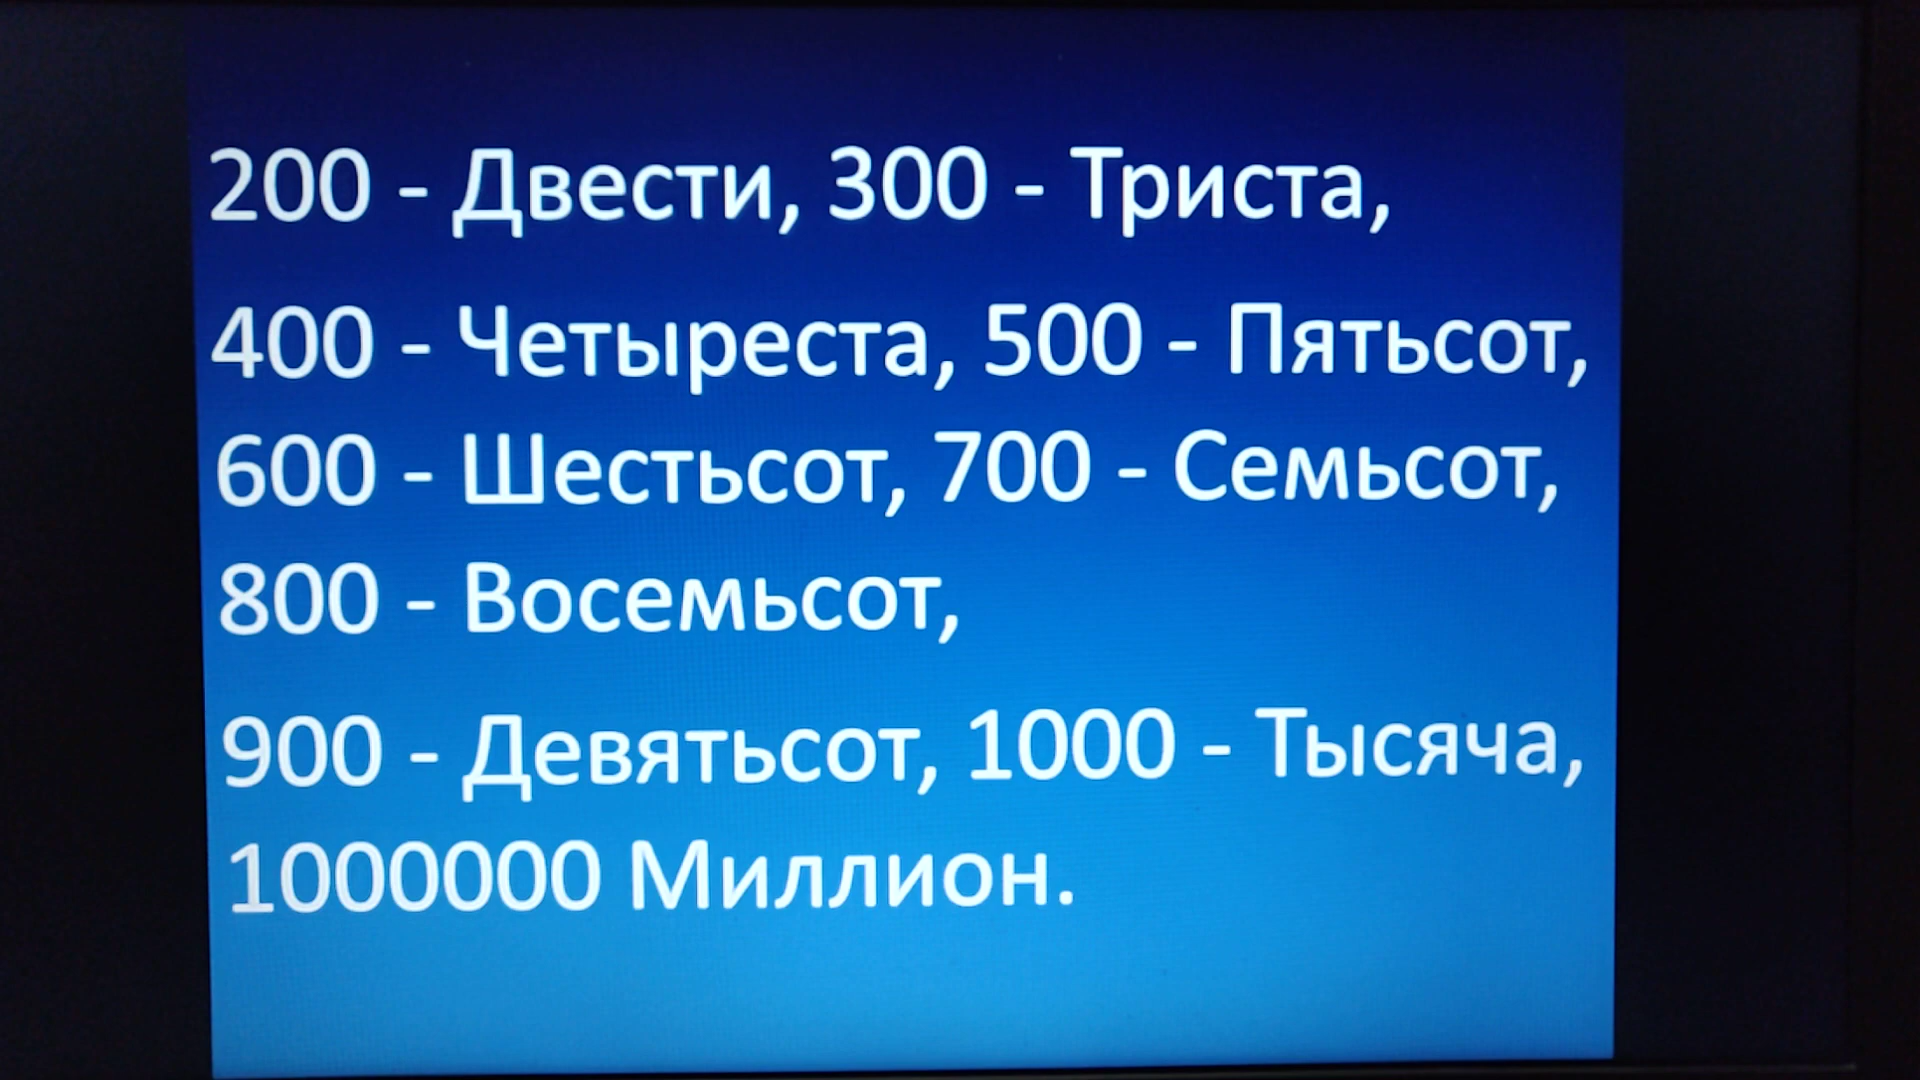 200 - Двести, 300 - Триста,
400 - Четыреста, 500 - Пятьсот,
600 - Шестьсот, 700 - Семьсот,
800 - Восемьсот,
900 - Девятьсот, 1000 - Тысяча,
1000000 Миллион.